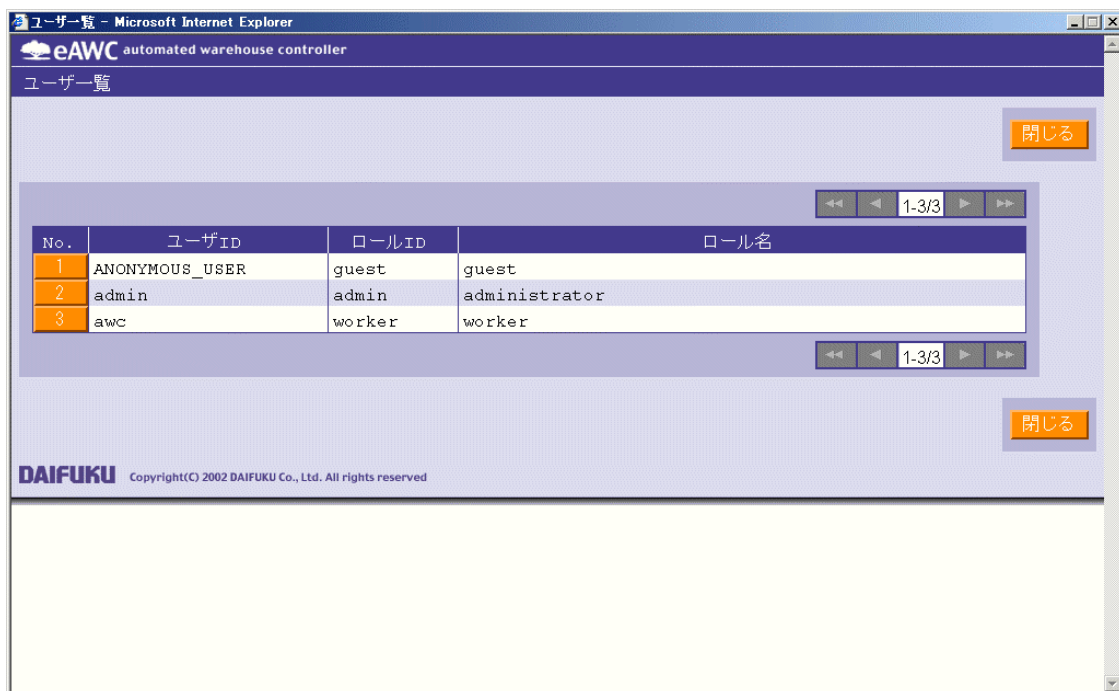 ユーザ一覧 - Microsoft Internet Explorer
eAWC automated warehouse controller
ユーザ一覧
閉じる
1-3/3
No. ユーザID ロールID ロール名
1 ANONYMOUS_USER guest guest
2 admin admin administrator
3 awc worker worker
1-3/3
閉じる
DAIFUKU Copyright(C) 2002 DAIFUKU Co., Ltd. All rights reserved